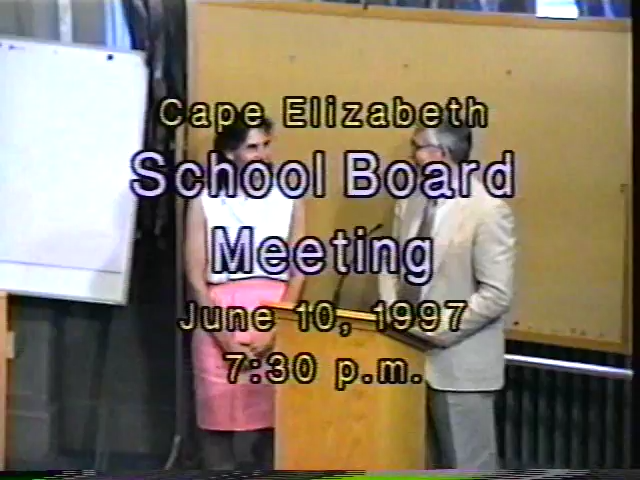 Cape Elizabeth
School Board
Meeting
June 10, 1997
7:30 p.m.